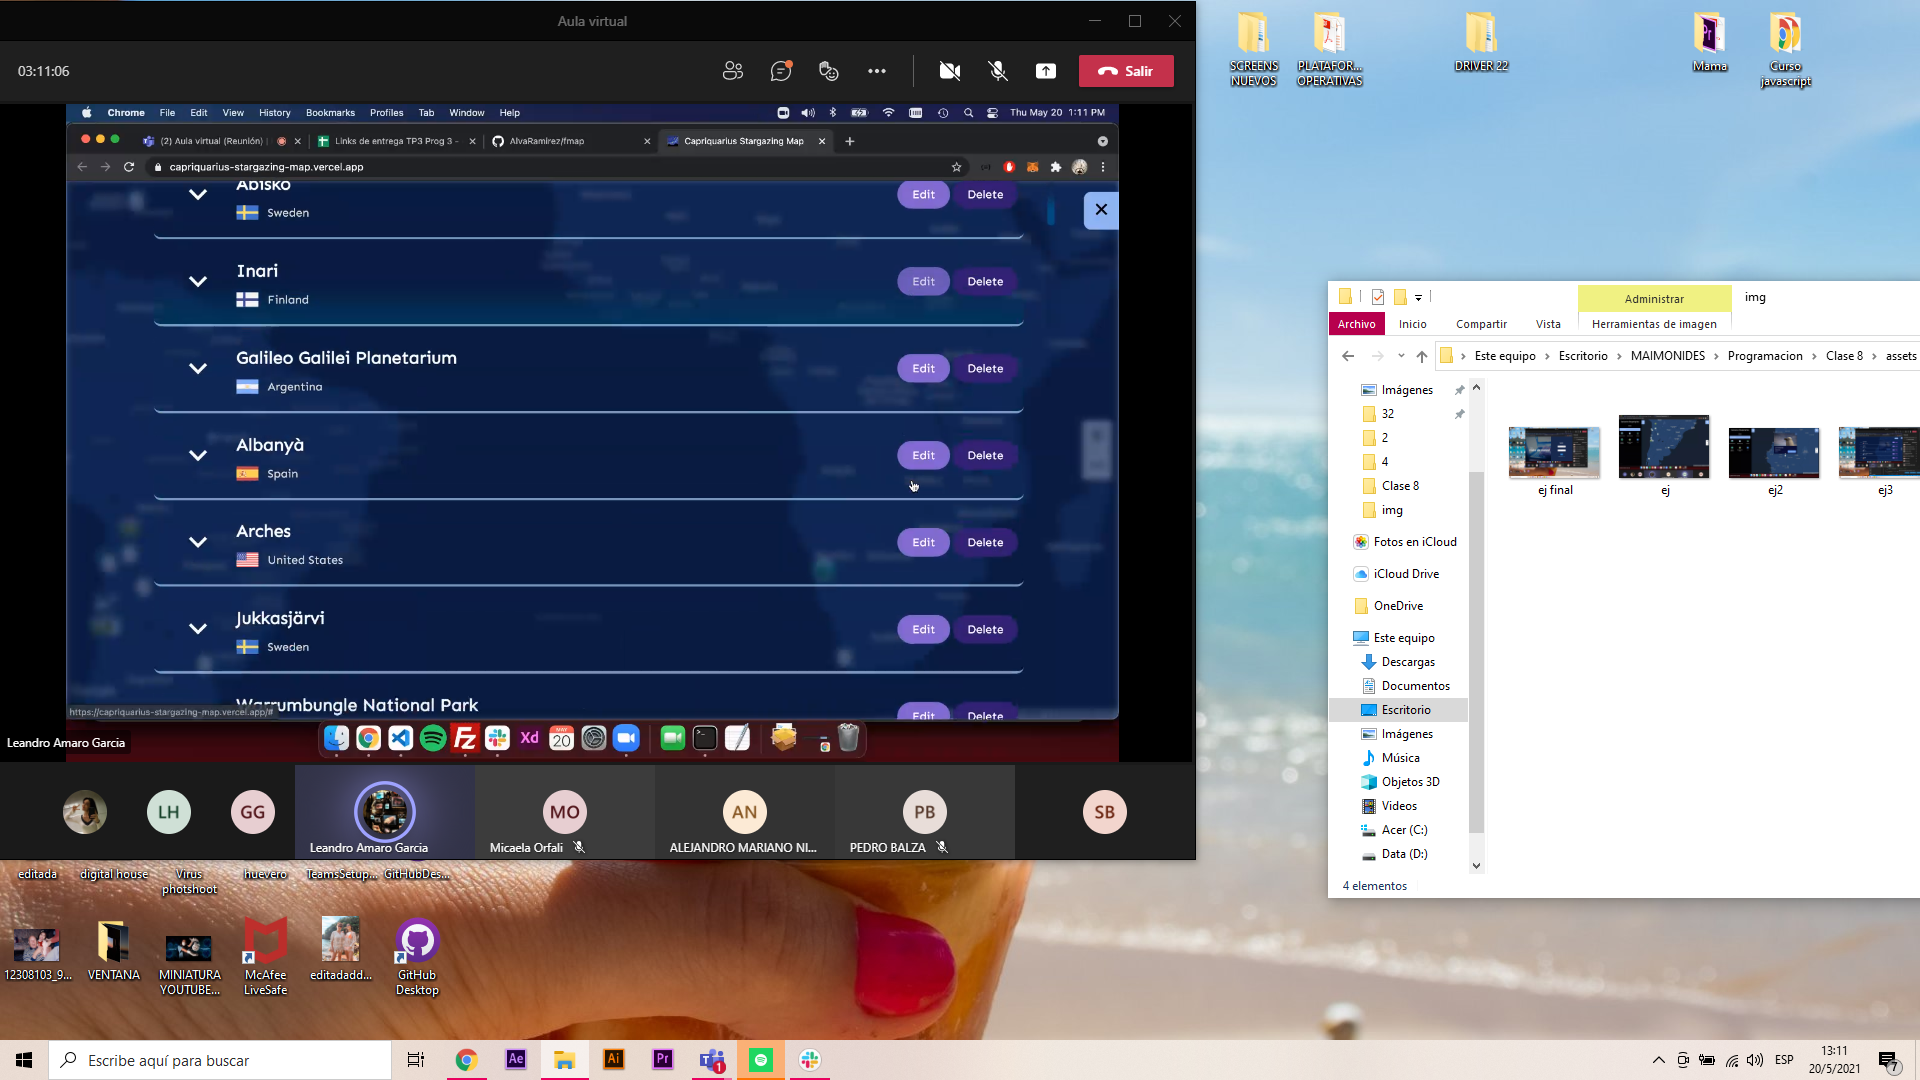 Aula virtual
03:11:06
Salir
Chrome File Edit View History Bookmarks Profiles Tab Window Help
Thu May 20 1:11 PM
(2) Aula virtual (Reunión)
Links de entrega TP3 Prog 3 -
AlvaRamirez/fmap
Capriquarius Stargazing Map
capriquarius-stargazing-map.vercel.app
Abisko
Sweden
Edit
Delete
Inari
Finland
Edit
Delete
Galileo Galilei Planetarium
Argentina
Edit
Delete
Albanyà
Spain
Edit
Delete
Arches
United States
Edit
Delete
Jukkasjärvi
Sweden
Edit
Delete
Warrumbungle National Park
Edit
Delete
https://capriquarius-stargazing-map.vercel.app/#
Xd
MAY
20
Leandro Amaro Garcia
LH
GG
MO
AN
PB
SB
Leandro Amaro Garcia
Micaela Orfali
ALEJANDRO MARIANO NI...
PEDRO BALZA
SCREENS
NUEVOS
PLATAFOR...
OPERATIVAS
DRIVER 22
Mama
Curso
javascript
Administrar
img
Archivo
Inicio
Compartir
Vista
Herramientas de imagen
Este equipo > Escritorio > MAIMONIDES > Programacion > Clase 8 > assets
Imágenes
32
2
4
Clase 8
img
Fotos en iCloud
iCloud Drive
OneDrive
Este equipo
Descargas
Documentos
Escritorio
Imágenes
Música
Objetos 3D
Videos
Acer (C:)
Data (D:)
ej final
ej
ej2
ej3
4 elementos
editada
digital house
Virus
photshoot
huevero
TeamsSetup...
GitHubDes...
12308103_9...
VENTANA
MINIATURA
YOUTUBE...
McAfee
LiveSafe
editadadd...
GitHub
Desktop
Escribe aquí para buscar
Ae
Ai
Pr
1
ESP
13:11
20/5/2021
7